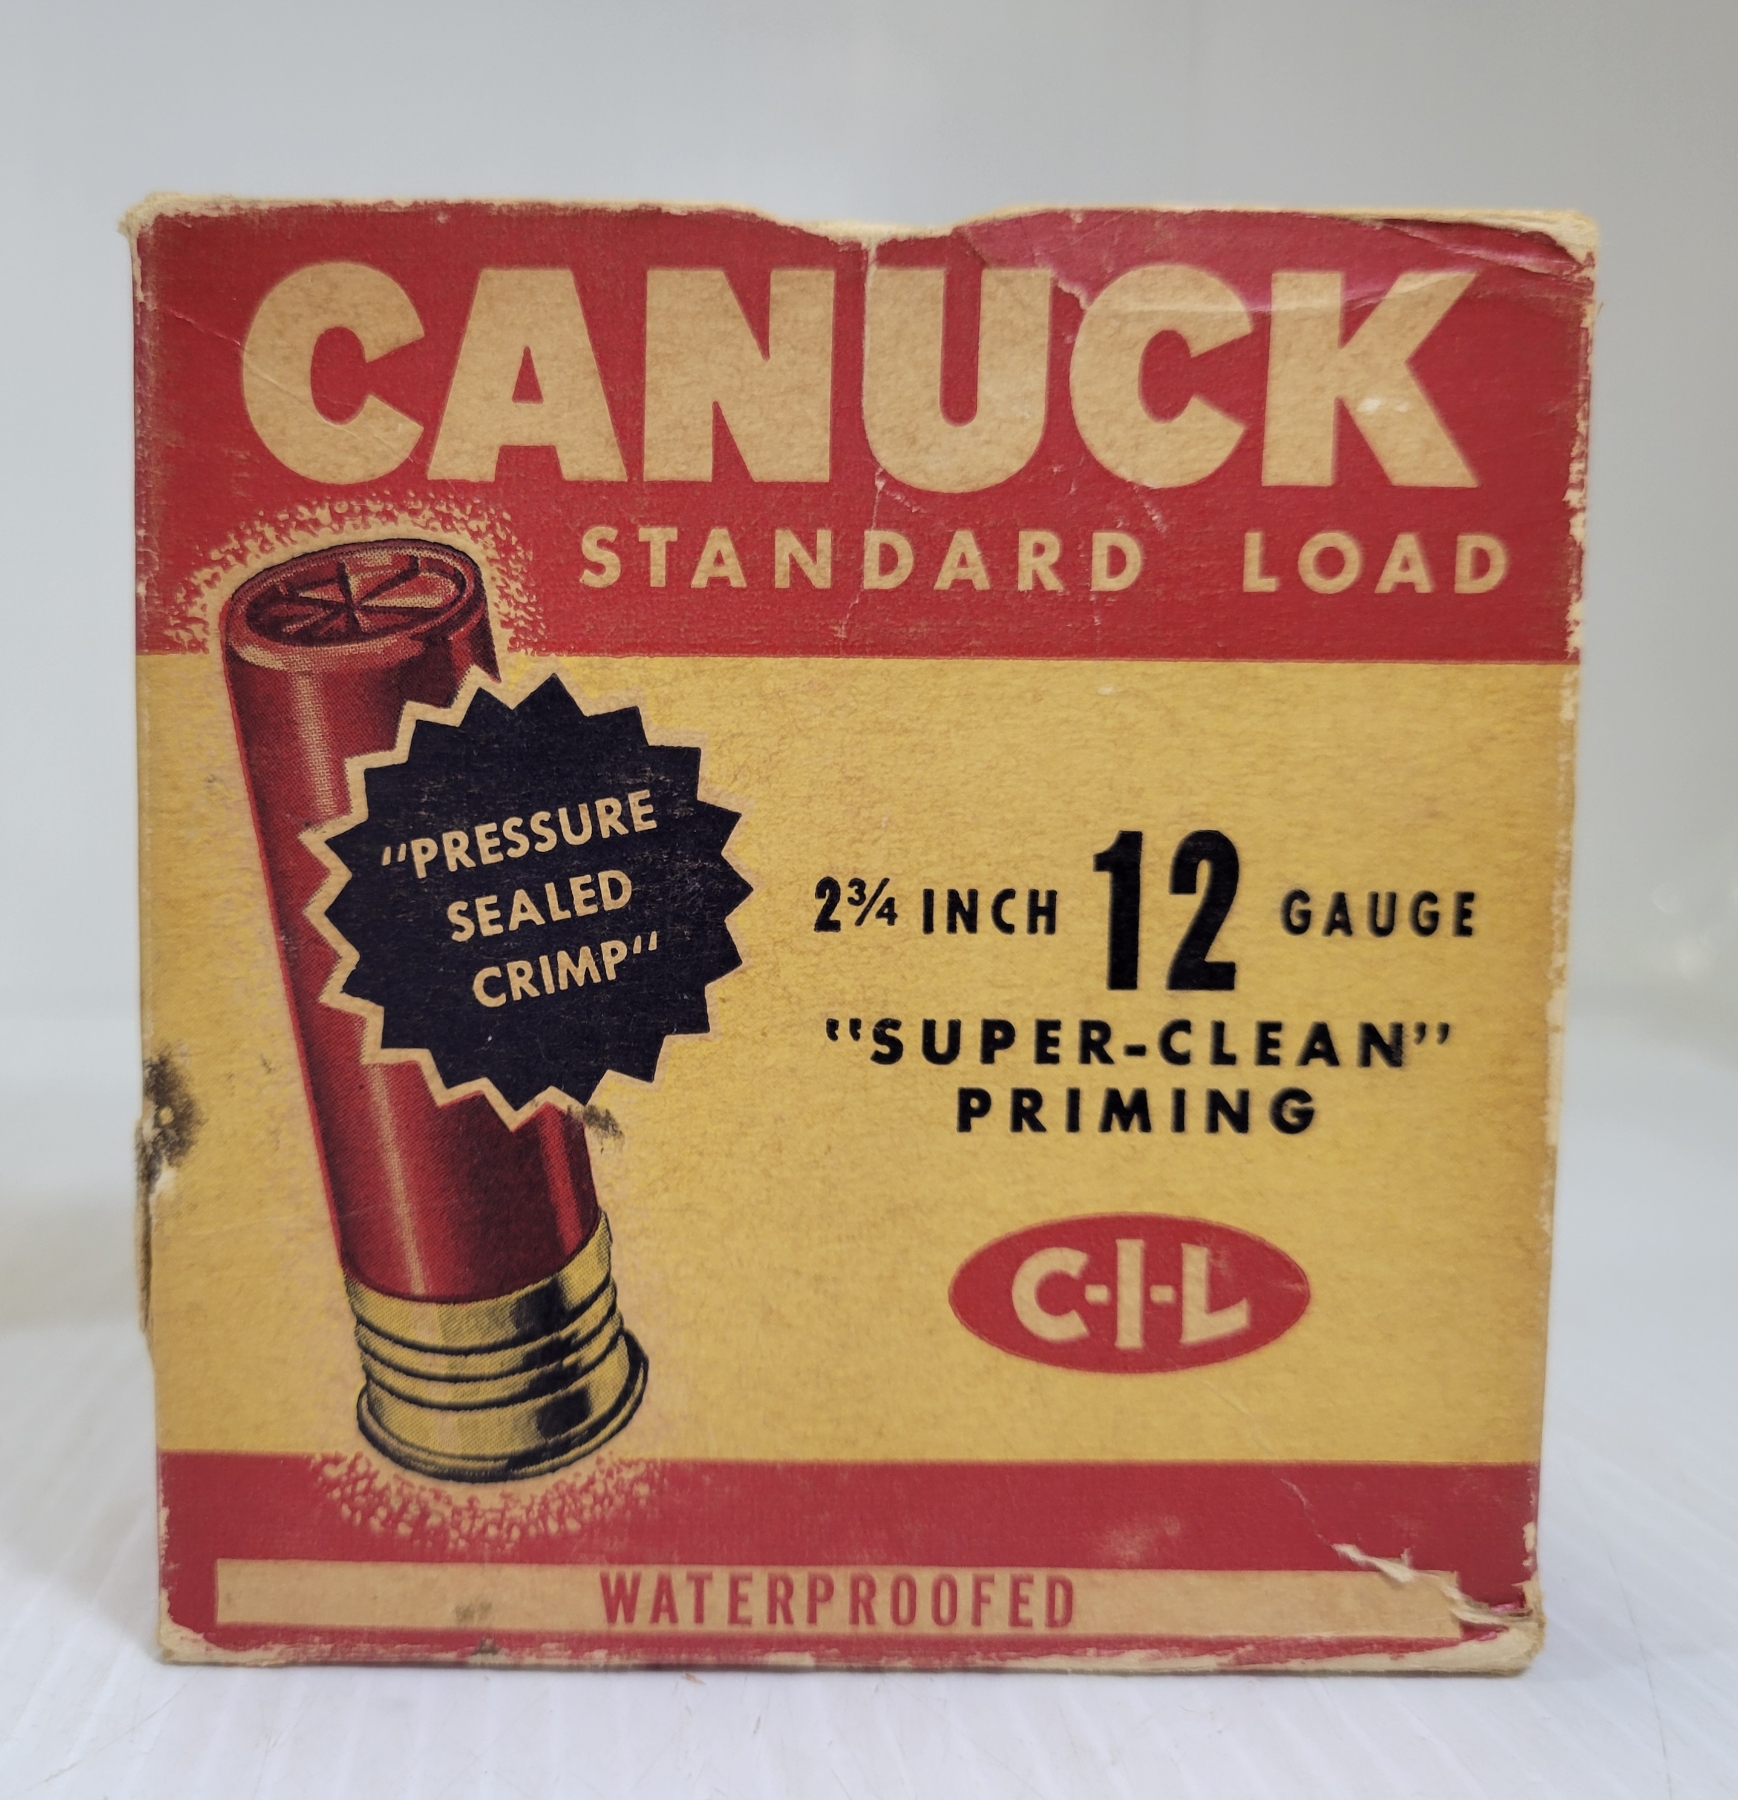 CANUCK
STANDARD LOAD
"PRESSURE
SEALED
CRIMP"
2¾ INCH 12 GAUGE
"SUPER-CLEAN"
PRIMING
C-I-L
WATERPROOFED